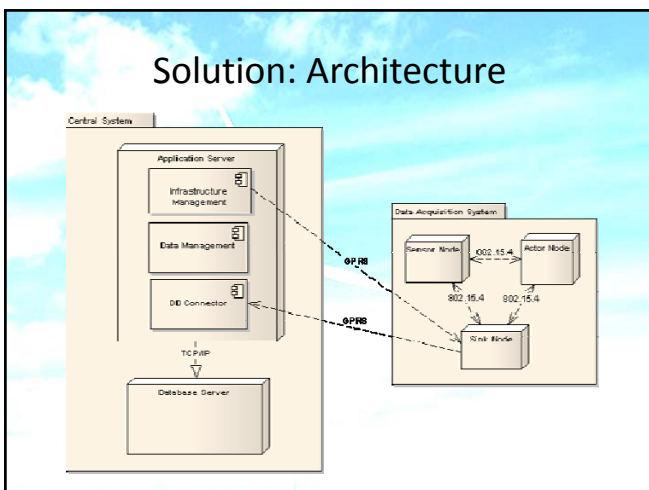 Solution: Architecture
Central System
Application Server
Infrastructure
Management
Data Management
DB Connector
TCP/IP
Database Server
GPRS
GPRS
Data Acquisition System
Sensor Node
802.15.4
Actor Node
802.15.4
802.15.4
Sink Node